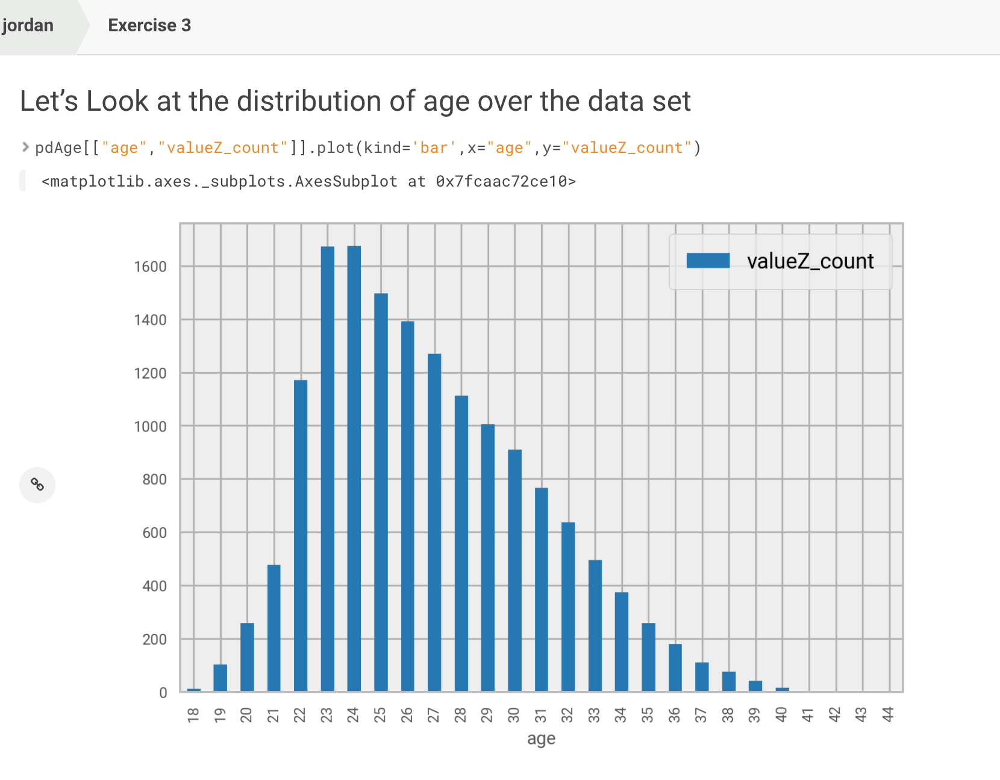 jordan Exercise 3
Let’s Look at the distribution of age over the data set
pdAge[["age","valueZ_count"]].plot(kind='bar',x="age",y="valueZ_count")
<matplotlib.axes._subplots.AxesSubplot at 0x7fcaac72ce10>
valueZ_count
1600
1400
1200
1000
800
600
400
200
0
18 19 20 21 22 23 24 25 26 27 28 29 30 31 32 33 34 35 36 37 38 39 40 41 42 43 44
age